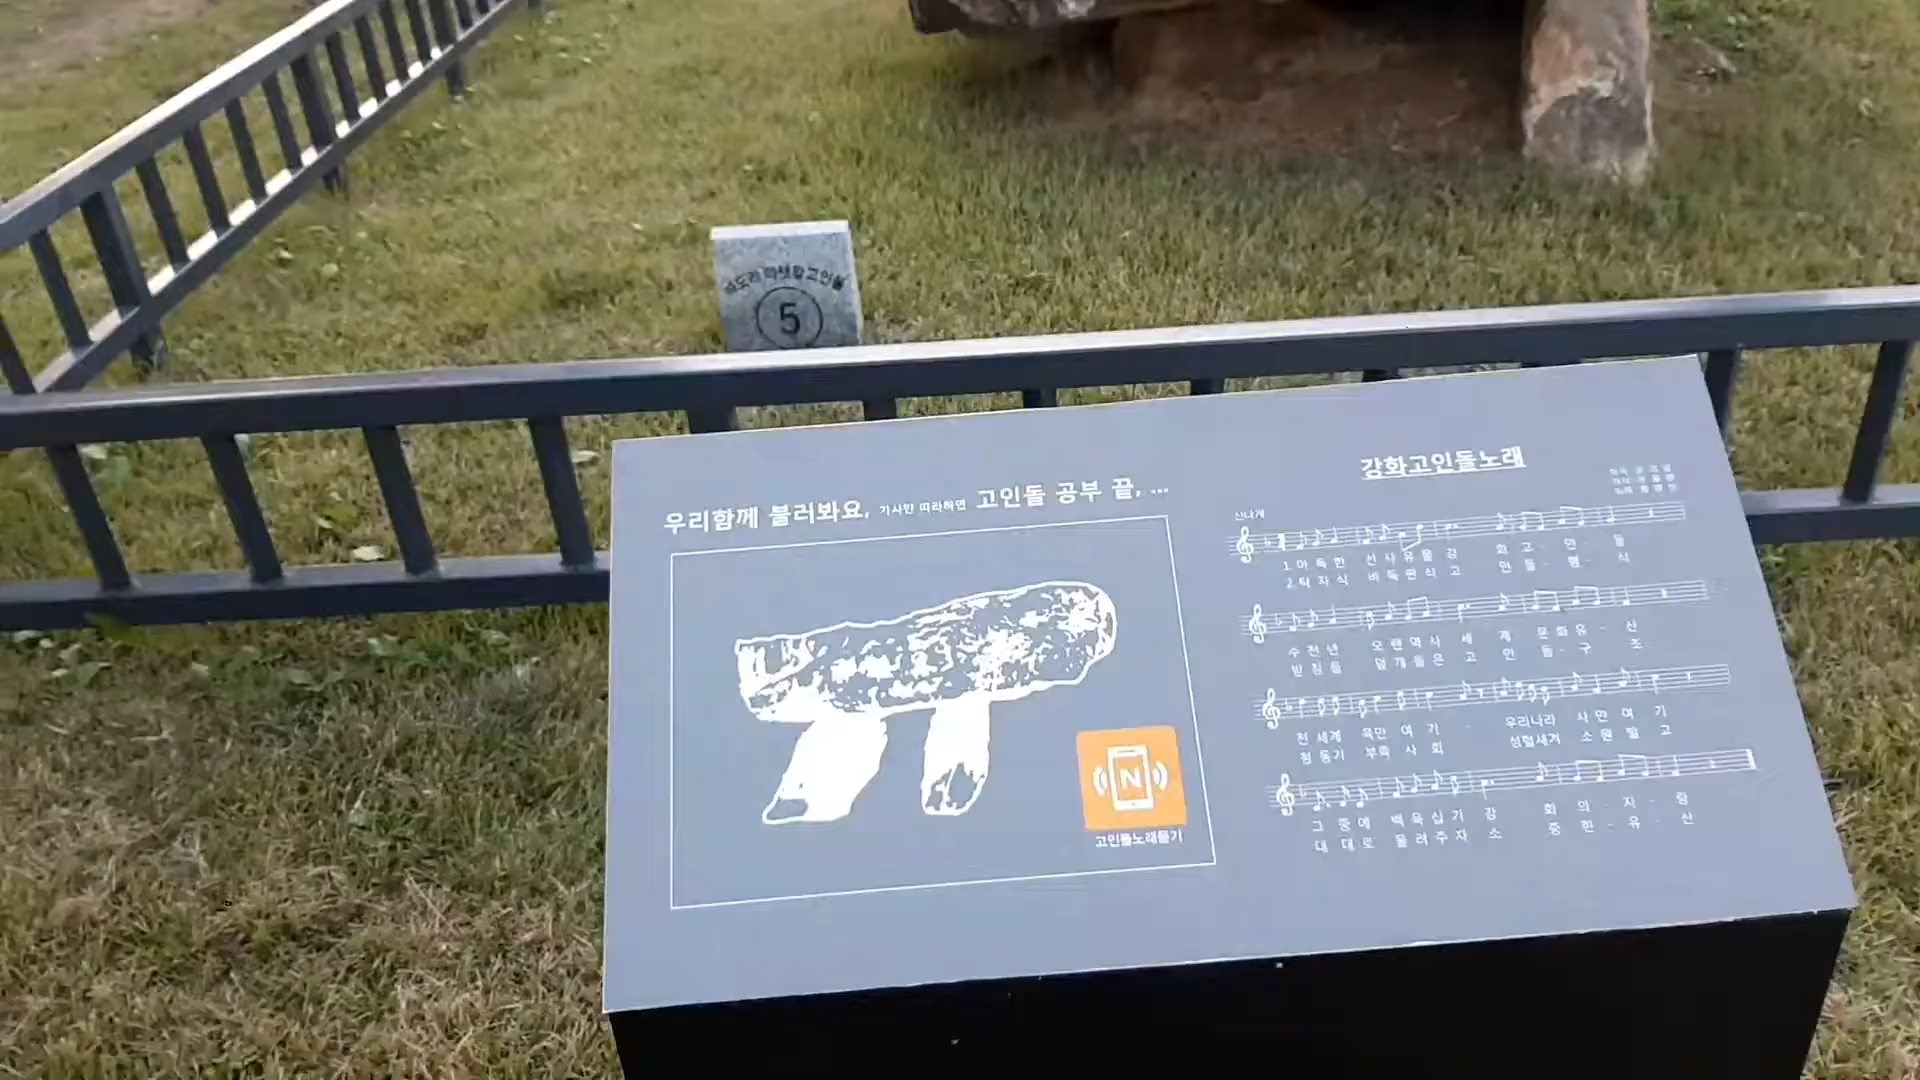 5
우리함께 불러봐요, 가사만 따라하면 고인돌 공부 끝, ...
N
고인돌노래듣기
강화고인돌노래
신나게
1.아 득 한 선 사 유 물 강 화 고 - 인 - 돌
2.탁 자 식 바 둑 판 식 고 인 돌 - 형 - 식
수 천 년 오 랜 역 사 세 계 문 화 유 - 산
받 침 돌 덮 개 돌 은 고 인 돌 - 구 조
전 세계 육만 여 기 - 우리나라 사 만 여 기
청 동기 부족 사 회 성혈새겨 소 원 빌 고
그 중 에 백 육 십 기 강 화 의 - 자 - 랑
대 대 로 물 려 주 자 소 중 한 - 유 - 산